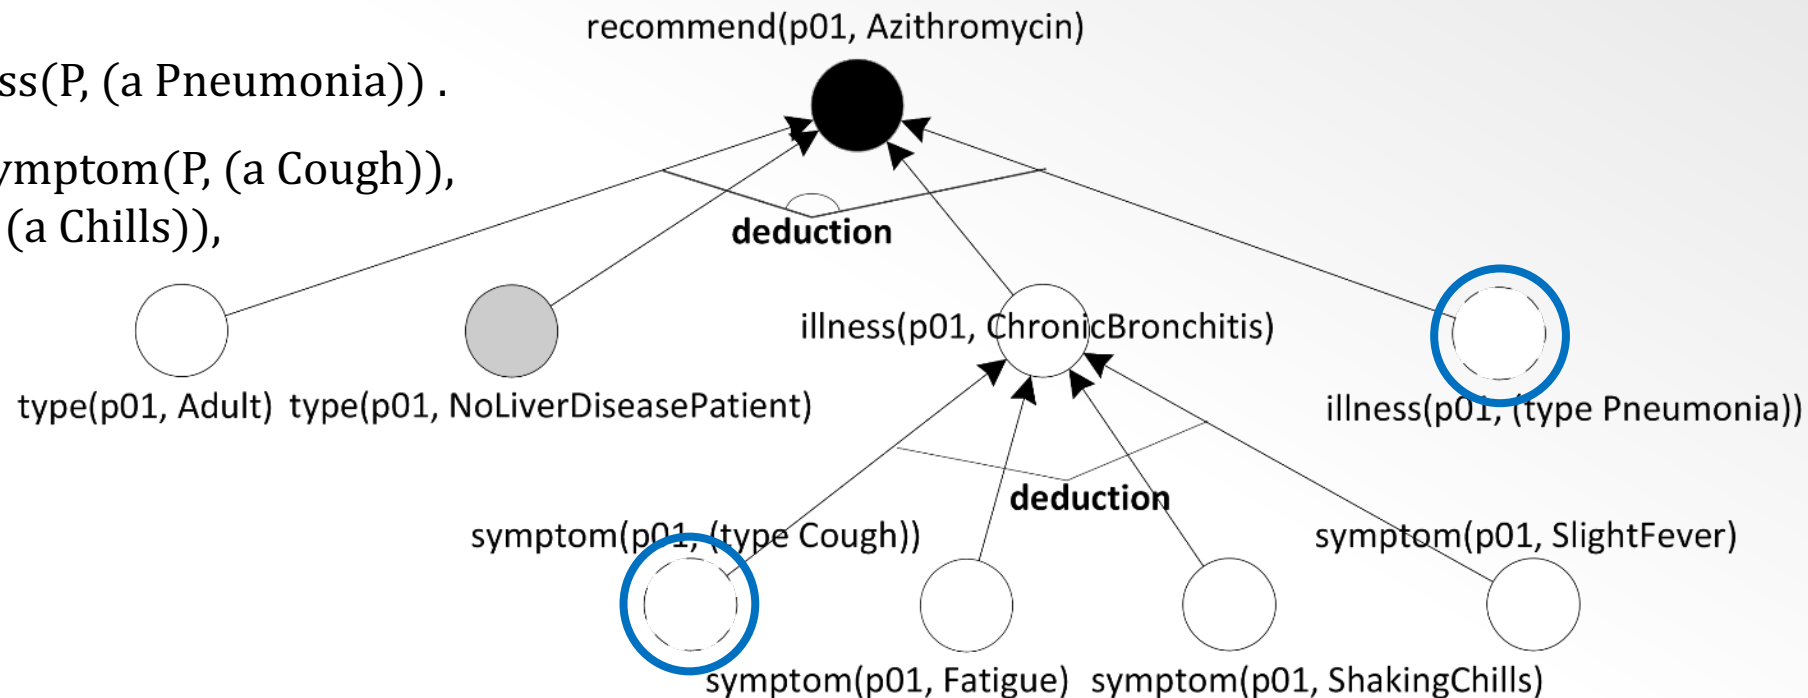 recommend(p01, Azithromycin)
ss(P, (a Pneumonia)) .
ymptom(P, (a Cough)),
(a Chills)),
deduction
illness(p01, ChronicBronchitis)
type(p01, Adult) type(p01, NoLiverDiseasePatient)
illness(p01, (type Pneumonia))
deduction
symptom(p01, (type Cough))
symptom(p01, SlightFever)
symptom(p01, Fatigue) symptom(p01, ShakingChills)